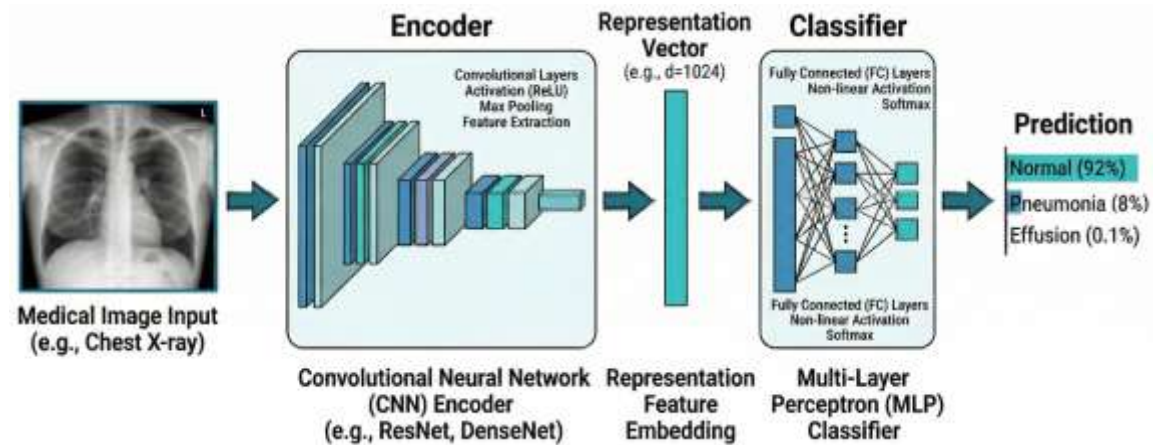 L
Medical Image Input
(e.g., Chest X-ray)
Encoder
Convolutional Layers
Activation (ReLU)
Max Pooling
Feature Extraction
Convolutional Neural Network
(CNN) Encoder
(e.g., ResNet, DenseNet)
Representation
Vector
(e.g., d=1024)
Representation
Feature
Embedding
Classifier
Fully Connected (FC) Layers
Non-linear Activation
Softmax
Fully Connected (FC) Layers
Non-linear Activation
Softmax
Multi-Layer
Perceptron (MLP)
Classifier
Prediction
Normal (92%)
Pneumonia (8%)
Effusion (0.1%)